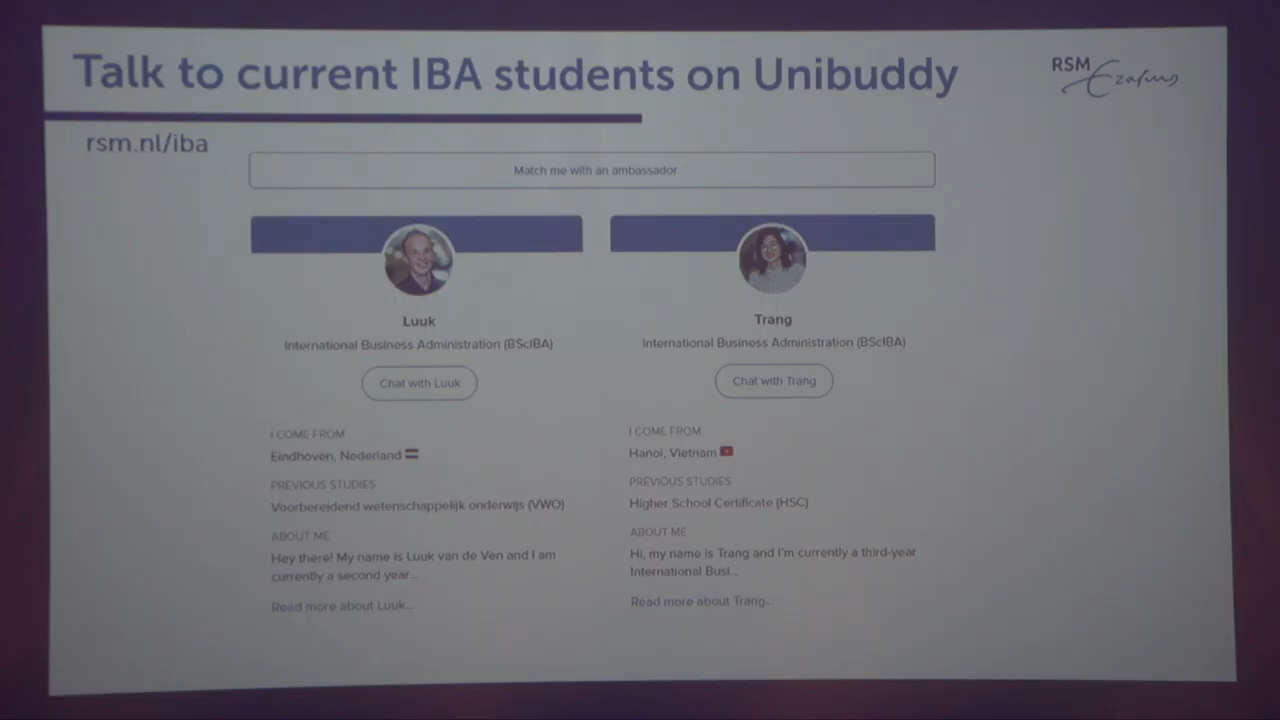 Talk to current IBA students on Unibuddy
RSM
Erasmus
rsm.nl/iba
Match me with an ambassador
Luuk
International Business Administration (BScIBA)
Chat with Luuk
I COME FROM
Eindhoven, Nederland
PREVIOUS STUDIES
Voorbereidend wetenschappelijk onderwijs (VWO)
ABOUT ME
Hey there! My name is Luuk van de Ven and I am
currently a second year...
Read more about Luuk...
Trang
International Business Administration (BScIBA)
Chat with Trang
I COME FROM
Hanoi, Vietnam
PREVIOUS STUDIES
Higher School Certificate (HSC)
ABOUT ME
Hi, my name is Trang and I'm currently a third-year
International Busi...
Read more about Trang...